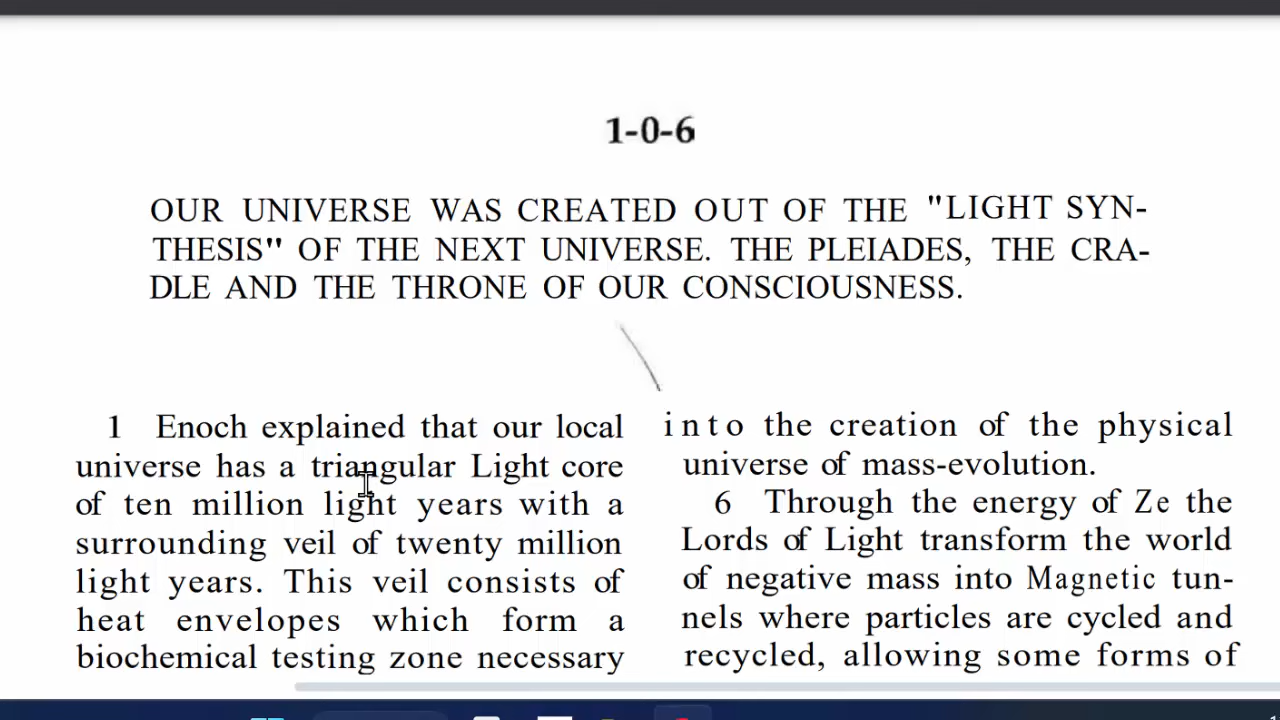 1-0-6
OUR UNIVERSE WAS CREATED OUT OF THE "LIGHT SYN-
THESIS" OF THE NEXT UNIVERSE. THE PLEIADES, THE CRA-
DLE AND THE THRONE OF OUR CONSCIOUSNESS.
1 Enoch explained that our local
universe has a triangular Light core
of ten million light years with a
surrounding veil of twenty million
light years. This veil consists of
heat envelopes which form a
biochemical testing zone necessary
into the creation of the physical
universe of mass-evolution.
6 Through the energy of Ze the
Lords of Light transform the world
of negative mass into Magnetic tun-
nels where particles are cycled and
recycled, allowing some forms of